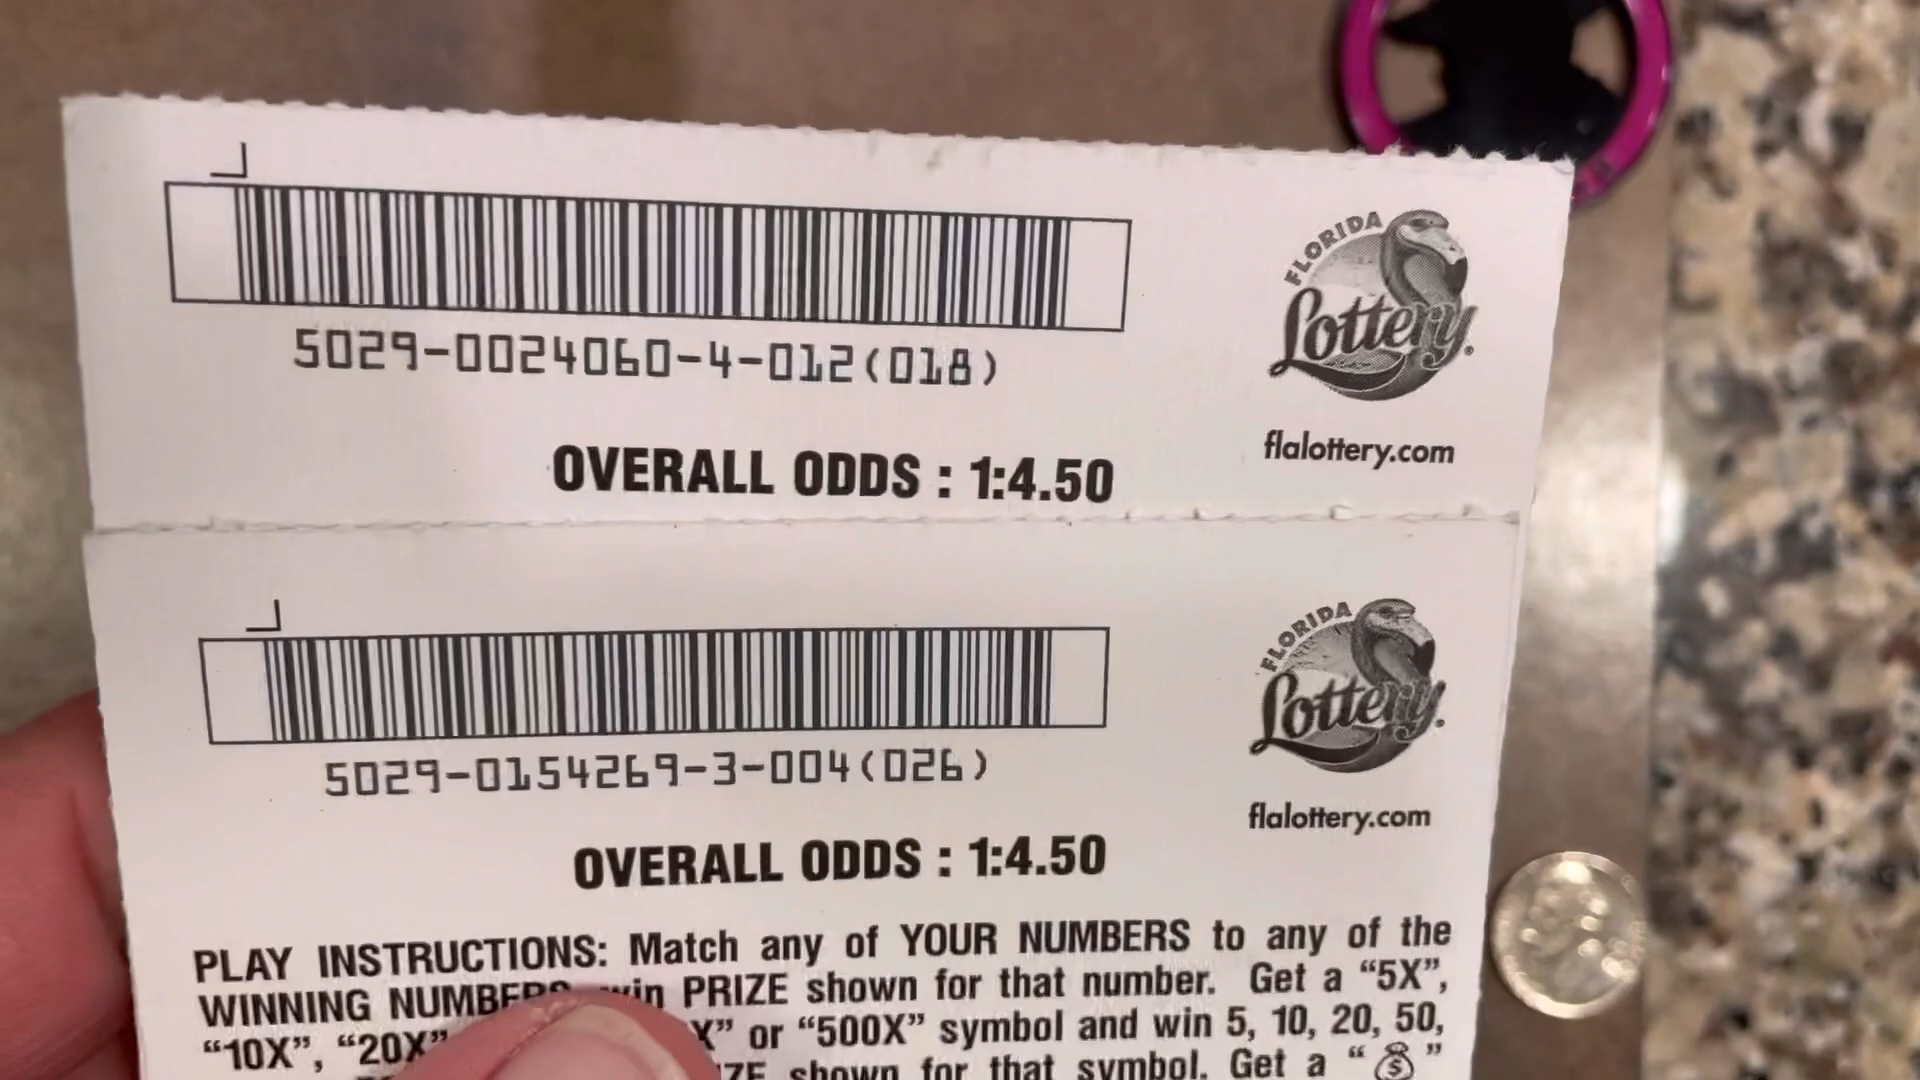 5029-0024060-4-012(018)
FLORIDA
Lottery
flalottery.com
OVERALL ODDS : 1:4.50
5029-0154269-3-004(026)
FLORIDA
Lottery
flalottery.com
OVERALL ODDS : 1:4.50
PLAY INSTRUCTIONS: Match any of YOUR NUMBERS to any of the
WINNING NUMBERS win PRIZE shown for that number. Get a “5X”,
“10X”, “20X” X” or “500X” symbol and win 5, 10, 20, 50,
shown for that symbol. Get a “ ”